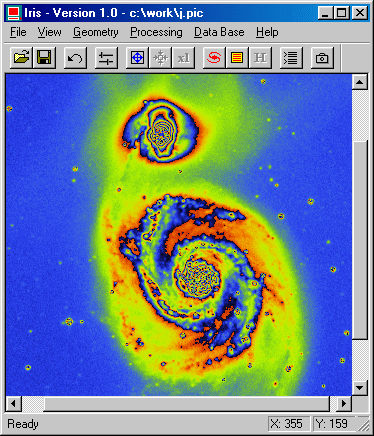 Iris - Version 1.0 - c:\work\j.pic
File View Geometry Processing Data Base Help
x1 H
Ready X: 355 Y: 159